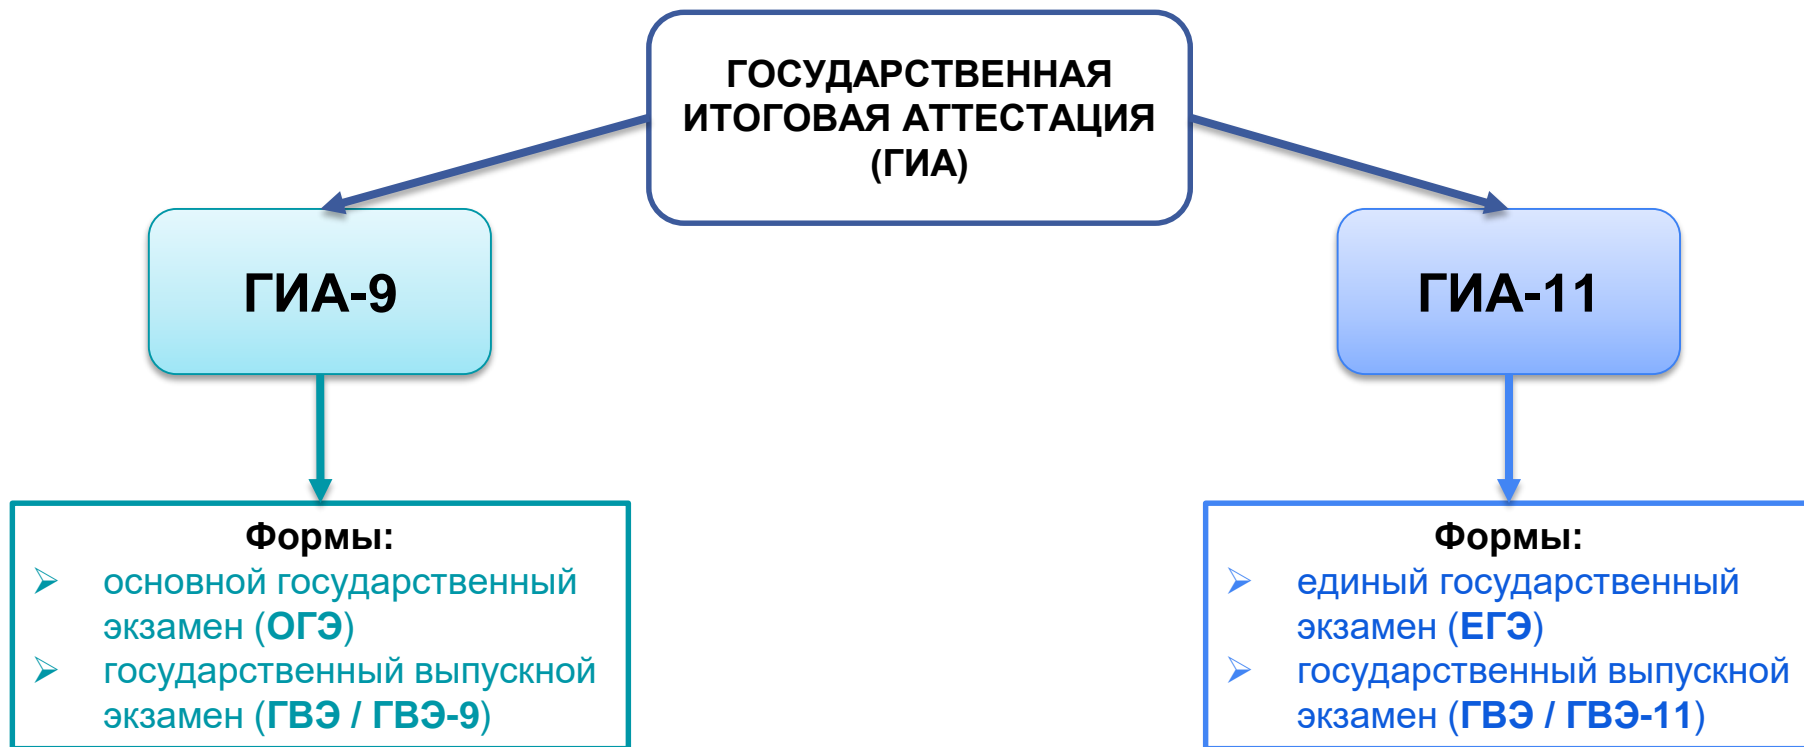 ГОСУДАРСТВЕННАЯ
ИТОГОВАЯ АТТЕСТАЦИЯ
(ГИА)
ГИА-9
ГИА-11
Формы:
основной государственный
экзамен (ОГЭ)
государственный выпускной
экзамен (ГВЭ / ГВЭ-9)
Формы:
единый государственный
экзамен (ЕГЭ)
государственный выпускной
экзамен (ГВЭ / ГВЭ-11)